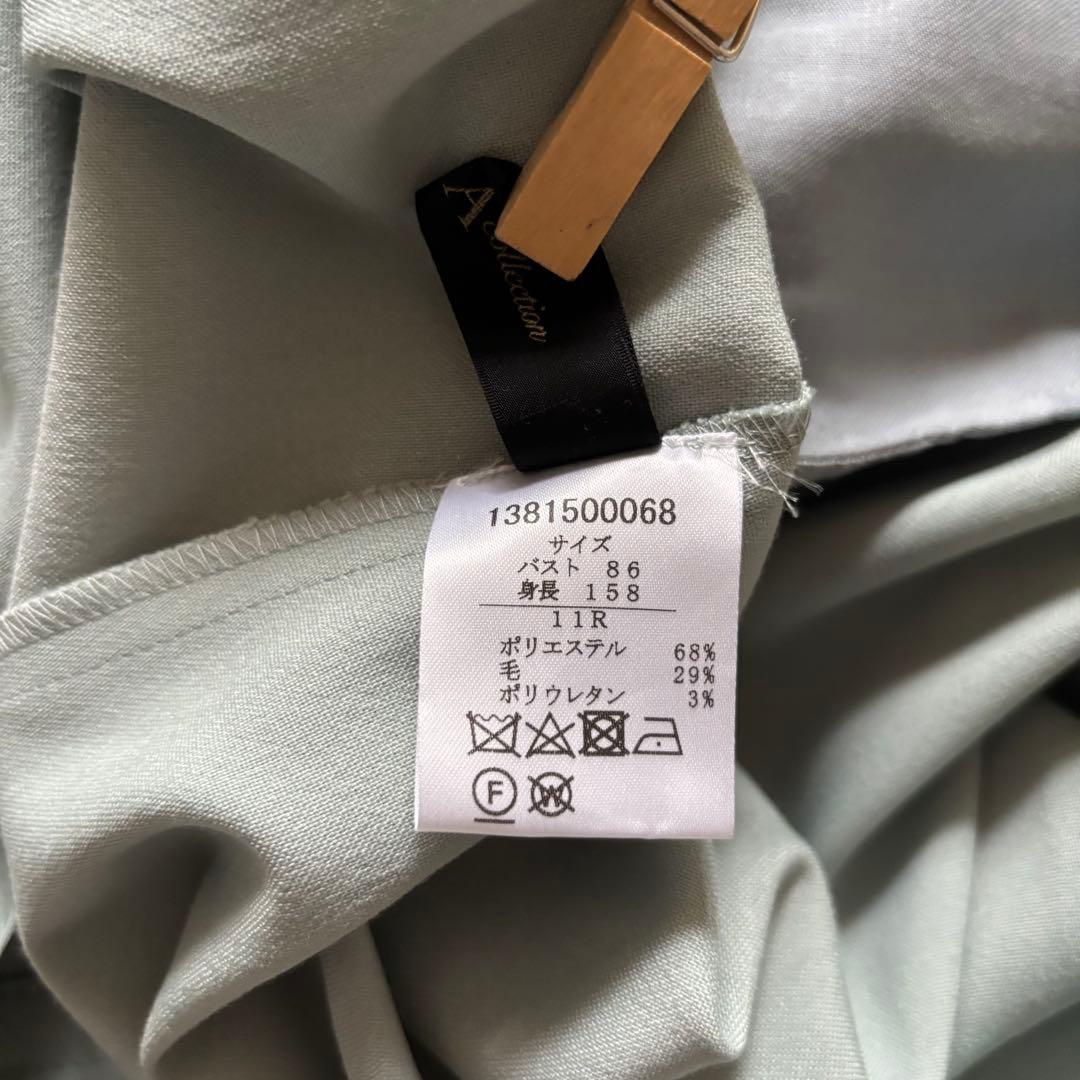 A Collection
1381500068
サイズ
バスト 86
身長 158
11R
ポリエステル 68%
毛 29%
ポリウレタン 3%
F W